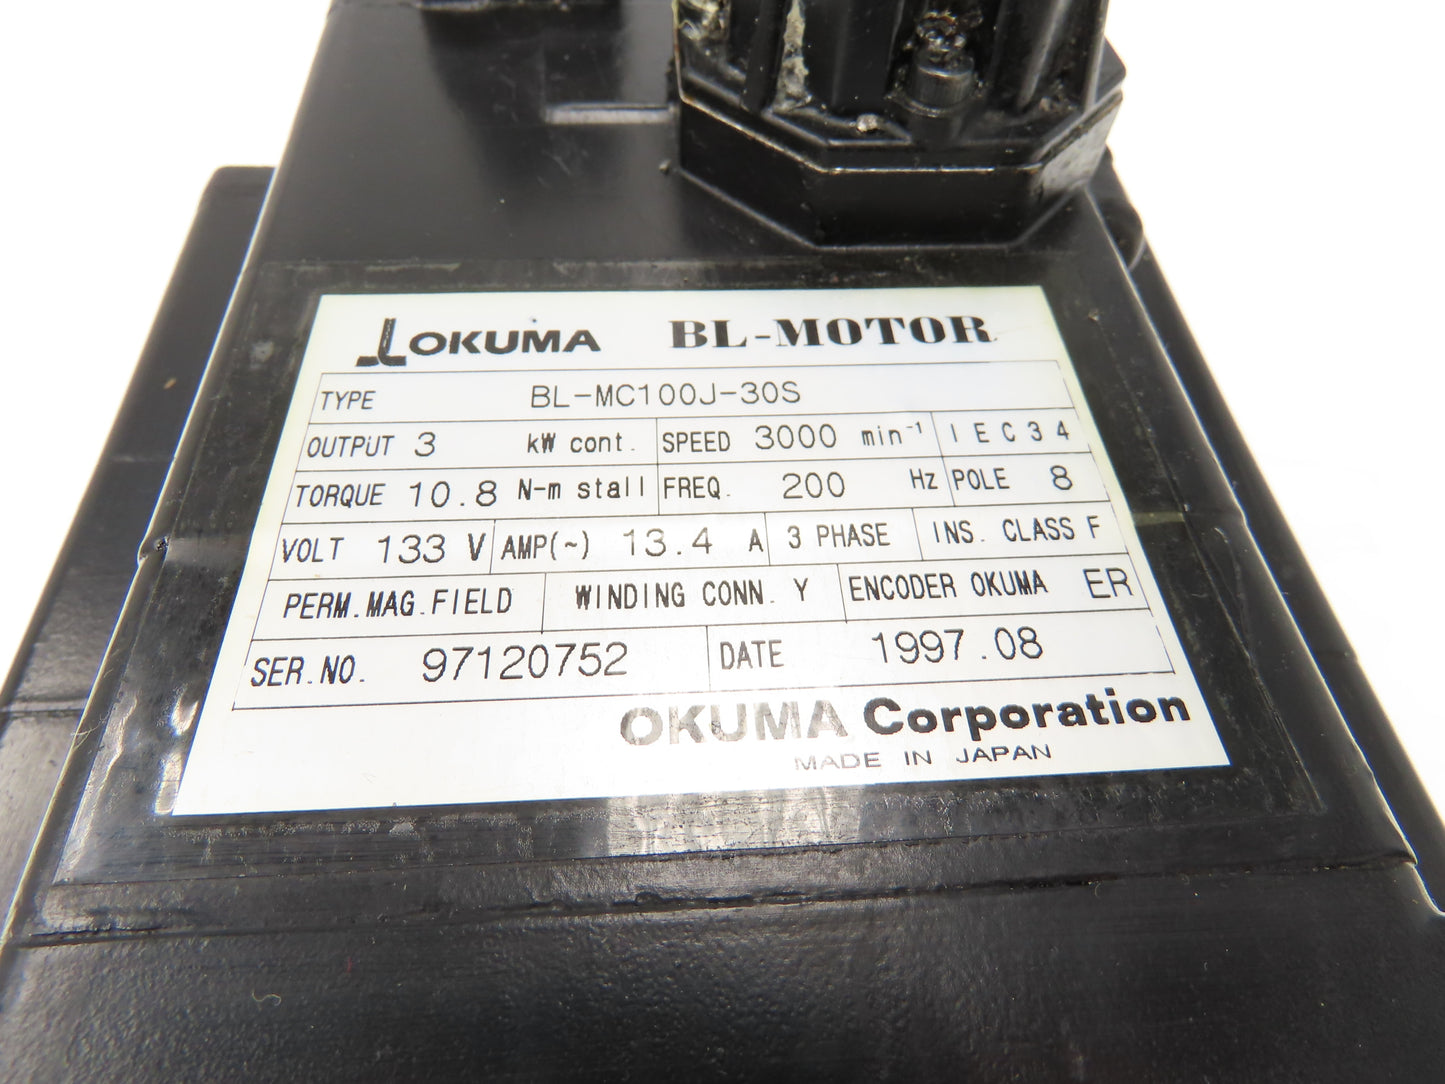 OKUMA BL-MOTOR
TYPE BL-MC100J-30S
OUTPUT 3 kW cont. SPEED 3000 min⁻¹ IEC34
TORQUE 10.8 N-m stall FREQ. 200 Hz POLE 8
VOLT 133 V AMP(~) 13.4 A 3 PHASE INS. CLASS F
PERM.MAG.FIELD WINDING CONN. Y ENCODER OKUMA ER
SER.NO. 97120752 DATE 1997.08
OKUMA Corporation
MADE IN JAPAN